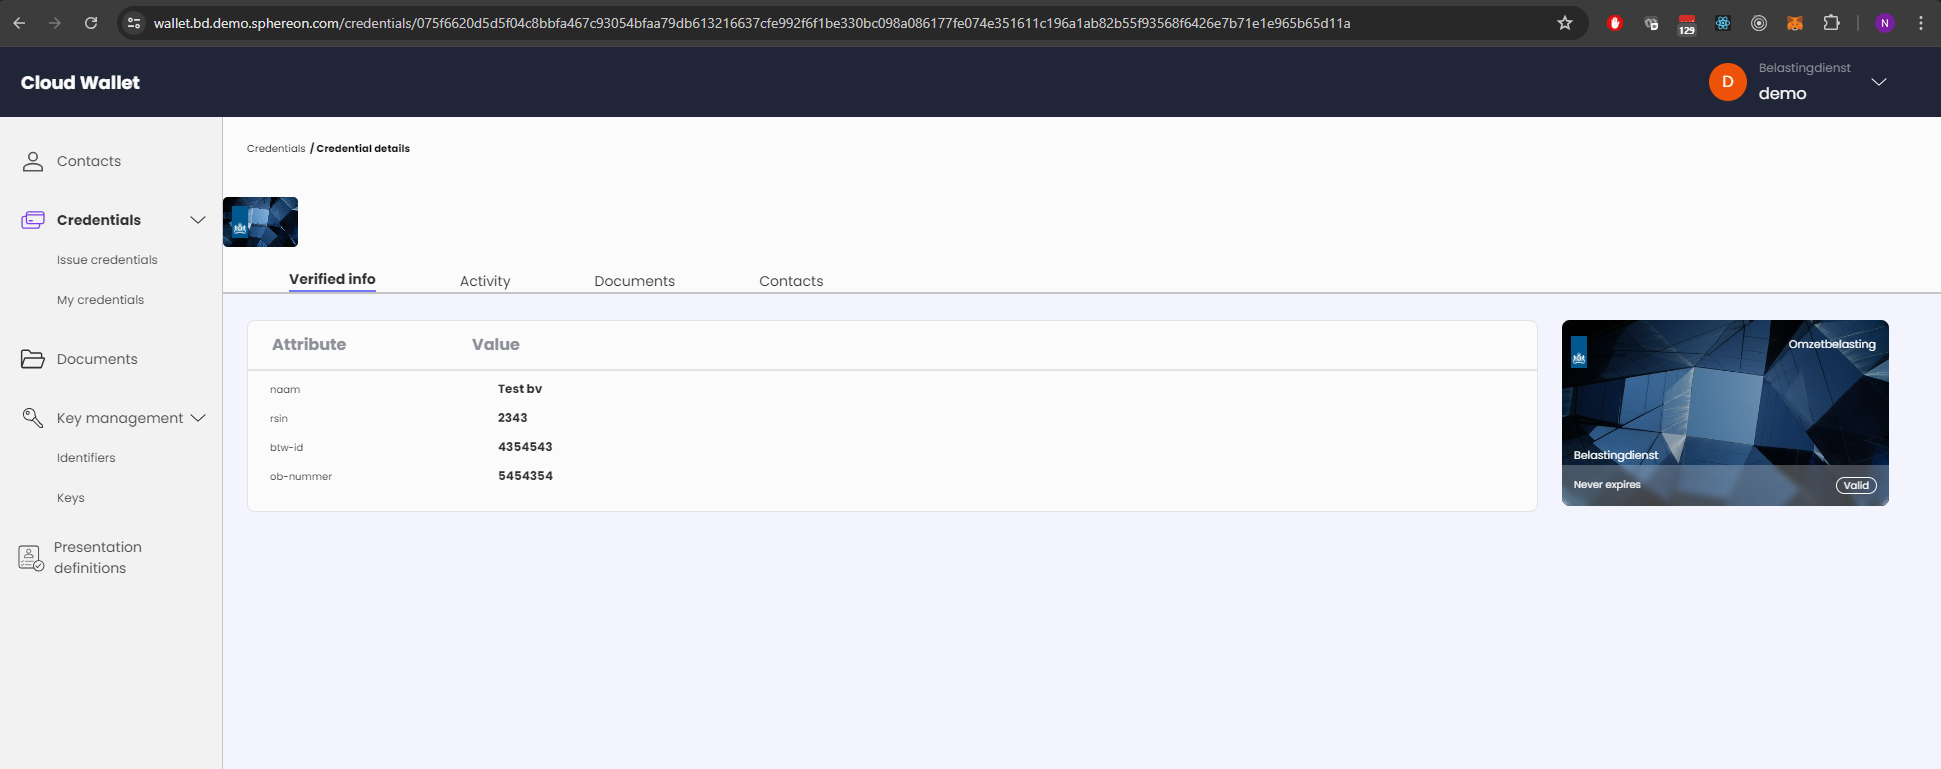 wallet.bd.demo.sphereon.com/credentials/075f6620d5d5f04c8bbfa467c93054bfaa79db613216637cfe992f6f1be330bc098a086177fe074e351611c196a1ab82b55f93568f6426e7b71e1e965b65d11a
129
N
Cloud Wallet
D
Belastingdienst
demo
Contacts
Credentials
Issue credentials
My credentials
Documents
Key management
Identifiers
Keys
Presentation
definitions
Credentials / Credential details
Verified info Activity Documents Contacts
Attribute Value
naam Test bv
rsin 2343
btw-id 4354543
ob-nummer 5454354
Omzetbelasting
Belastingdienst
Never expires Valid